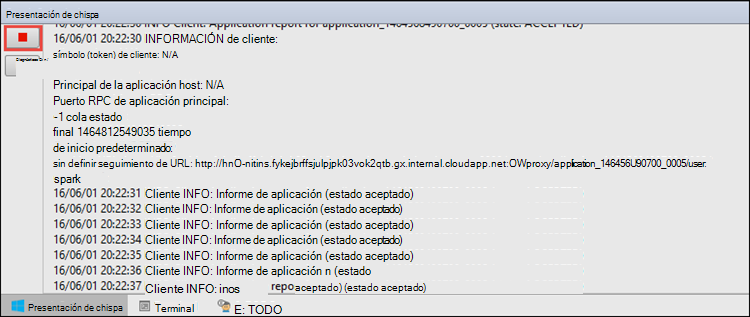 Presentación de chispa
16/06/01 20:22:30 INFO Client: Application report for application_1464968490700_0005 (state: ACCEPTED)
16/06/01 20:22:30 INFORMACIÓN de cliente:
símbolo (token) de cliente: N/A
Principal de la aplicación host: N/A
Puerto RPC de aplicación principal:
-1 cola estado
final 1464812549035 tiempo
de inicio predeterminado:
sin definir seguimiento de URL: http://hnO-nitins.fykejbrffsjulpjpk03vok2qtb.gx.internal.cloudapp.net:OWproxy/application_146456U90700_0005/user:
spark
16/06/01 20:22:31 Cliente INFO: Informe de aplicación (estado aceptado)
16/06/01 20:22:32 Cliente INFO: Informe de aplicación (estado aceptado)
16/06/01 20:22:33 Cliente INFO: Informe de aplicación (estado aceptado)
16/06/01 20:22:34 Cliente INFO: Informe de aplicación (estado aceptado)
16/06/01 20:22:35 Cliente INFO: Informe de aplicación (estado aceptado)
16/06/01 20:22:36 Cliente INFO: Informe de aplicación n (estado
16/06/01 20:22:37 Cliente INFO: inos repo aceptado) (estado aceptado)
Presentación de chispa
Terminal
E: TODO